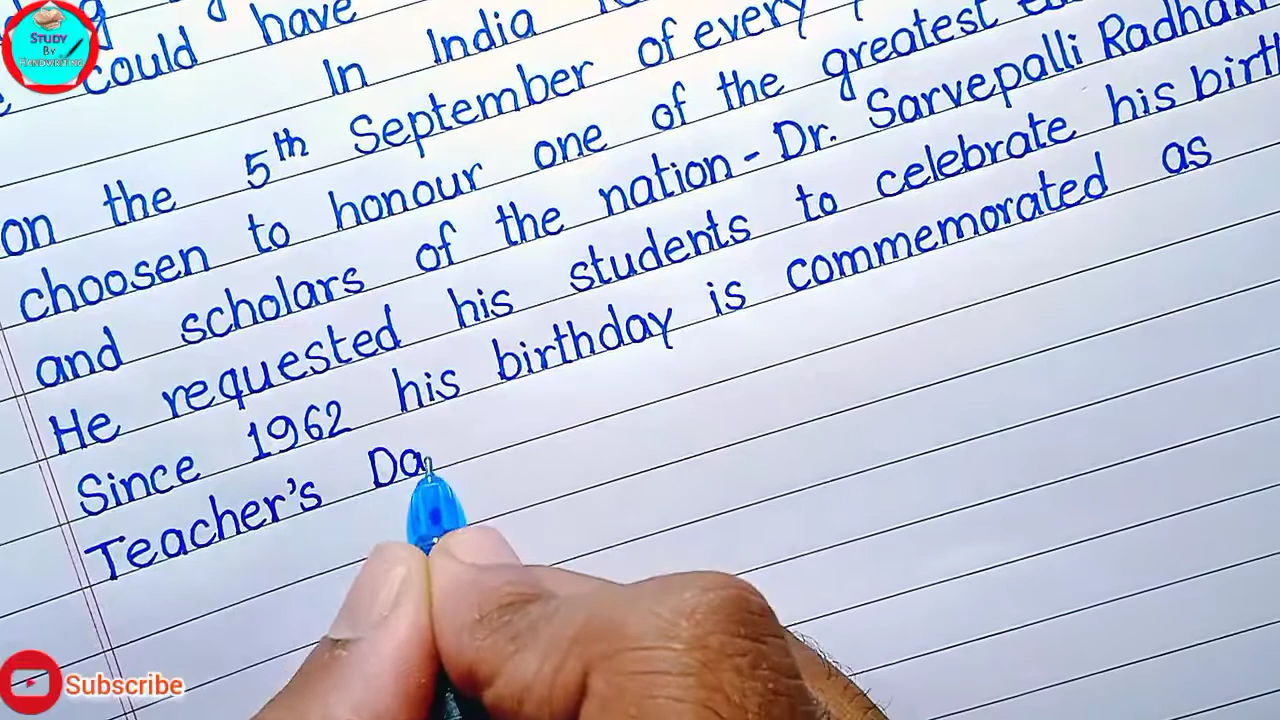 STUDY
By
HANDWRITING
could have
In India
on the 5th September of every
choosen to honour one of the greatest
and scholars of the nation - Dr. Sarvepalli
He requested his students to celebrate his
Since 1962 his birthday is commemorated as
Teacher's Da
Subscribe